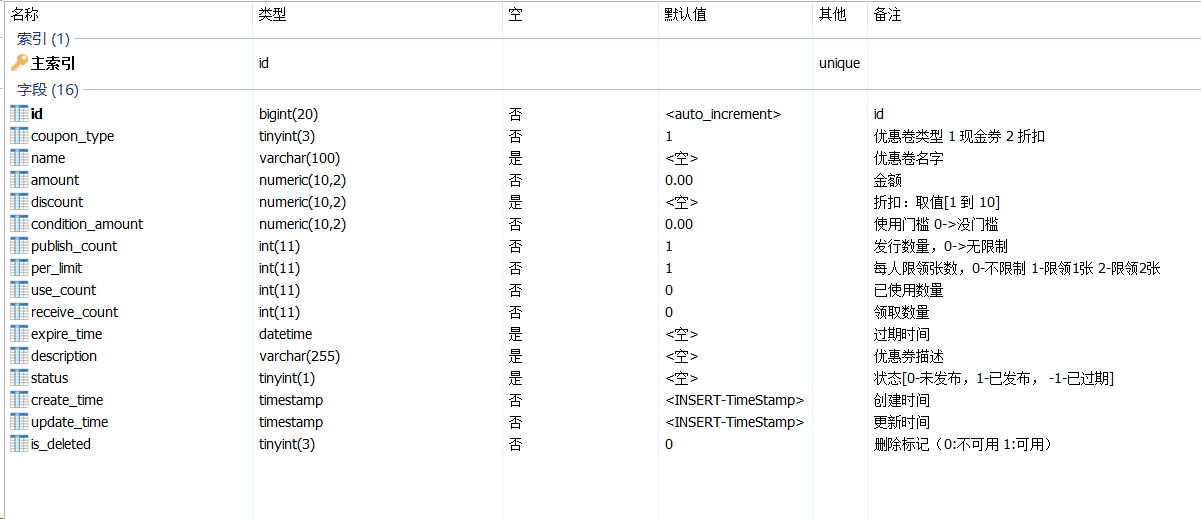 名称 类型 空 默认值 其他 备注
索引 (1)
主索引 id unique
字段 (16)
id bigint(20) 否 <auto_increment> id
coupon_type tinyint(3) 否 1 优惠卷类型 1 现金券 2 折扣
name varchar(100) 是 <空> 优惠卷名字
amount numeric(10,2) 否 0.00 金额
discount numeric(10,2) 是 <空> 折扣：取值[1 到 10]
condition_amount numeric(10,2) 否 0.00 使用门槛 0->没门槛
publish_count int(11) 否 1 发行数量，0->无限制
per_limit int(11) 否 1 每人限领张数，0-不限制 1-限领1张 2-限领2张
use_count int(11) 否 0 已使用数量
receive_count int(11) 否 0 领取数量
expire_time datetime 是 <空> 过期时间
description varchar(255) 是 <空> 优惠券描述
status tinyint(1) 是 <空> 状态[0-未发布，1-已发布， -1-已过期]
create_time timestamp 否 <INSERT-TimeStamp> 创建时间
update_time timestamp 否 <INSERT-TimeStamp> 更新时间
is_deleted tinyint(3) 否 0 删除标记（0:不可用 1:可用）